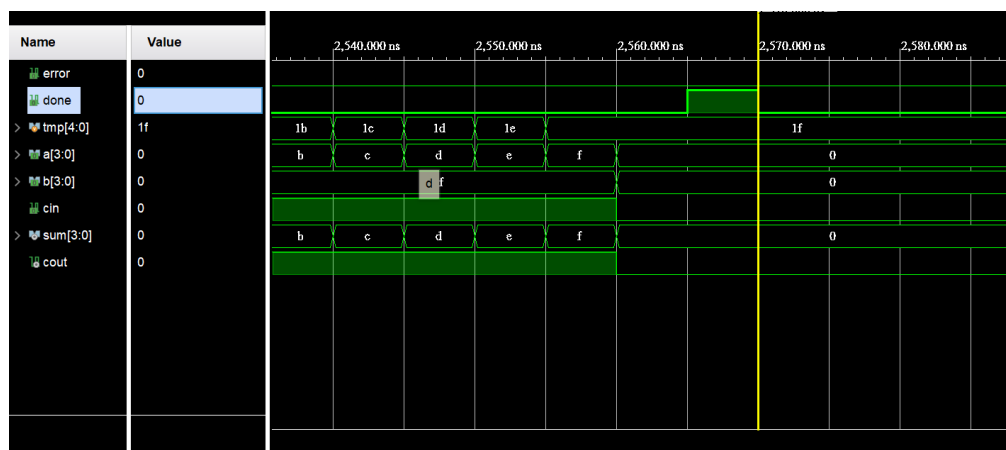 Name Value 2,540.000 ns 2,550.000 ns 2,560.000 ns 2,570.000 ns 2,580.000 ns
error 0
done 0
tmp[4:0] 1f 1b 1c 1d 1e 1f
a[3:0] 0 b c d e f 0
b[3:0] 0 d f 0
cin 0
sum[3:0] 0 b c d e f 0
cout 0